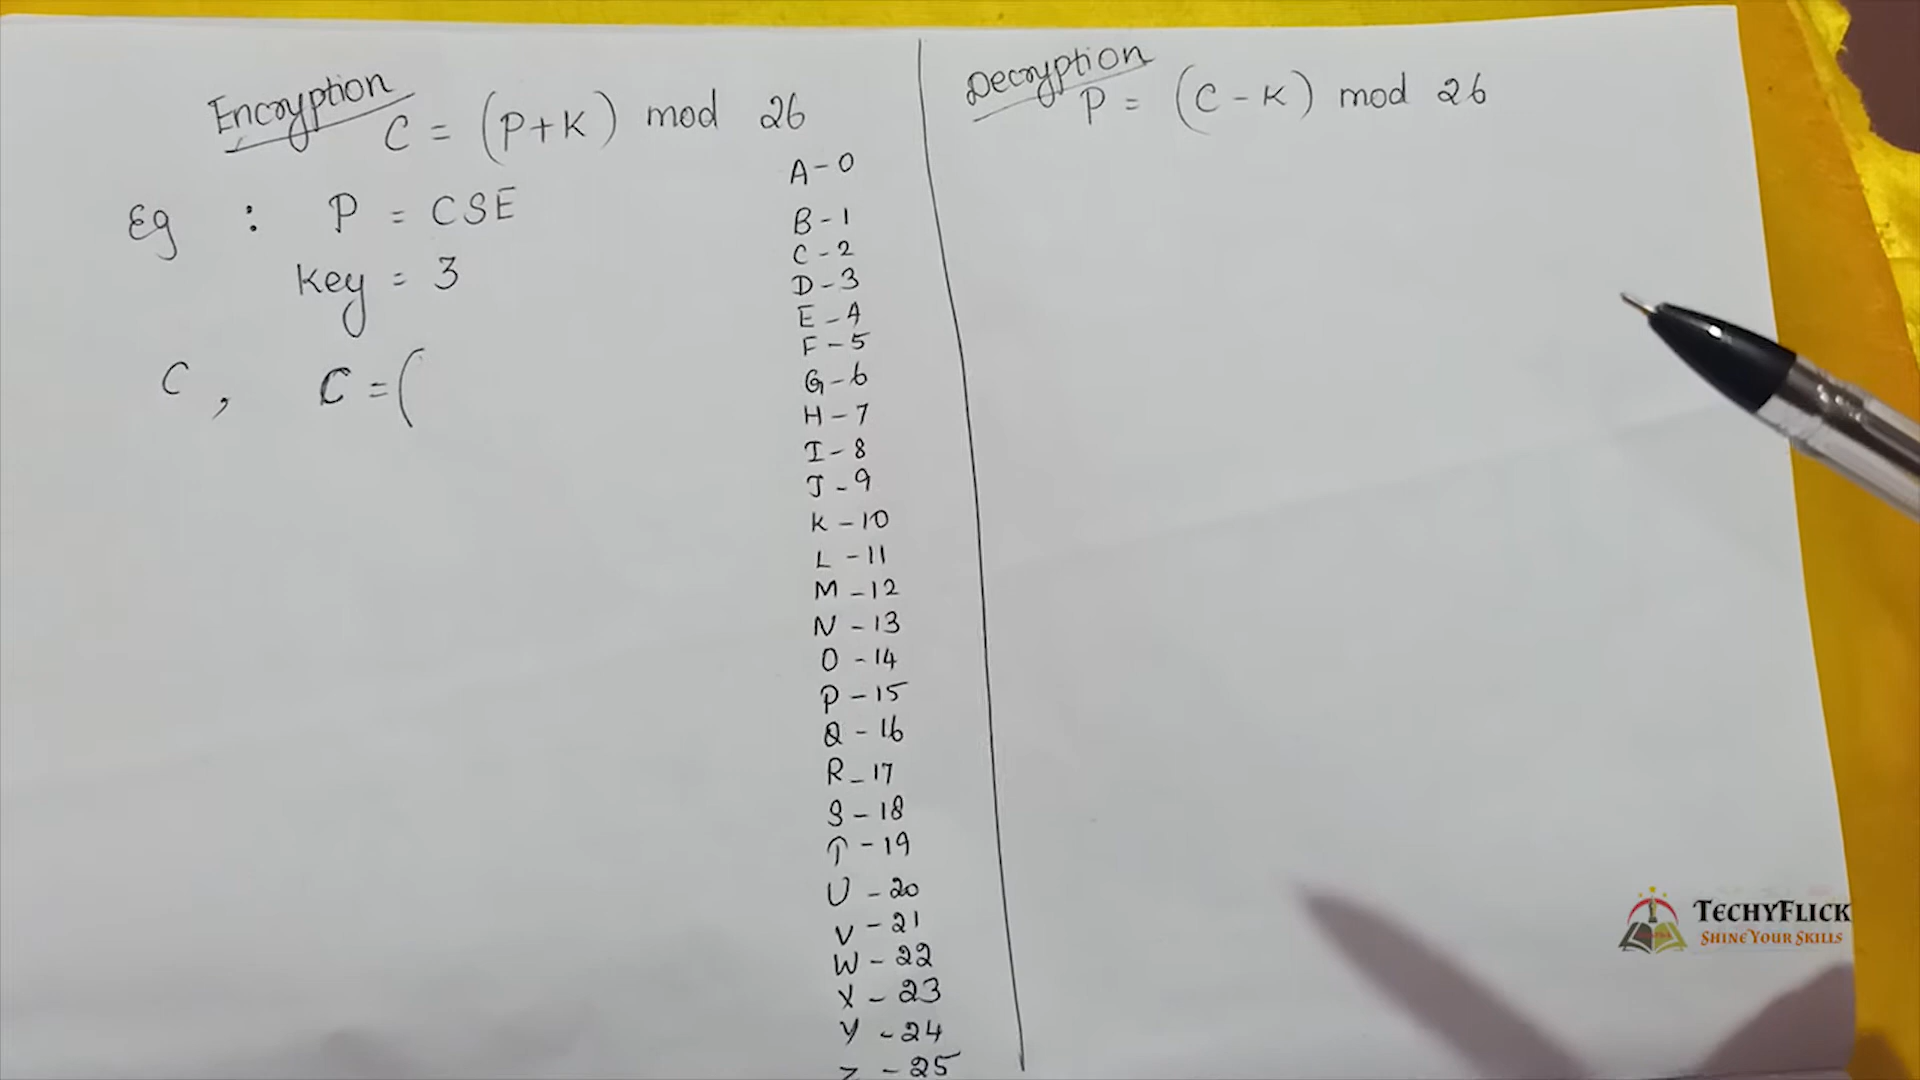 Encryption
C = (P+K) mod 26
Eg : P = CSE
Key = 3
C , C = (
A - 0
B - 1
C - 2
D - 3
E - 4
F - 5
G - 6
H - 7
I - 8
J - 9
K - 10
L - 11
M - 12
N - 13
O - 14
P - 15
Q - 16
R - 17
S - 18
T - 19
U - 20
V - 21
W - 22
X - 23
Y - 24
Z - 25
Decryption
P = (C - K) mod 26
TECHYFLICK
SHINE YOUR SKILLS